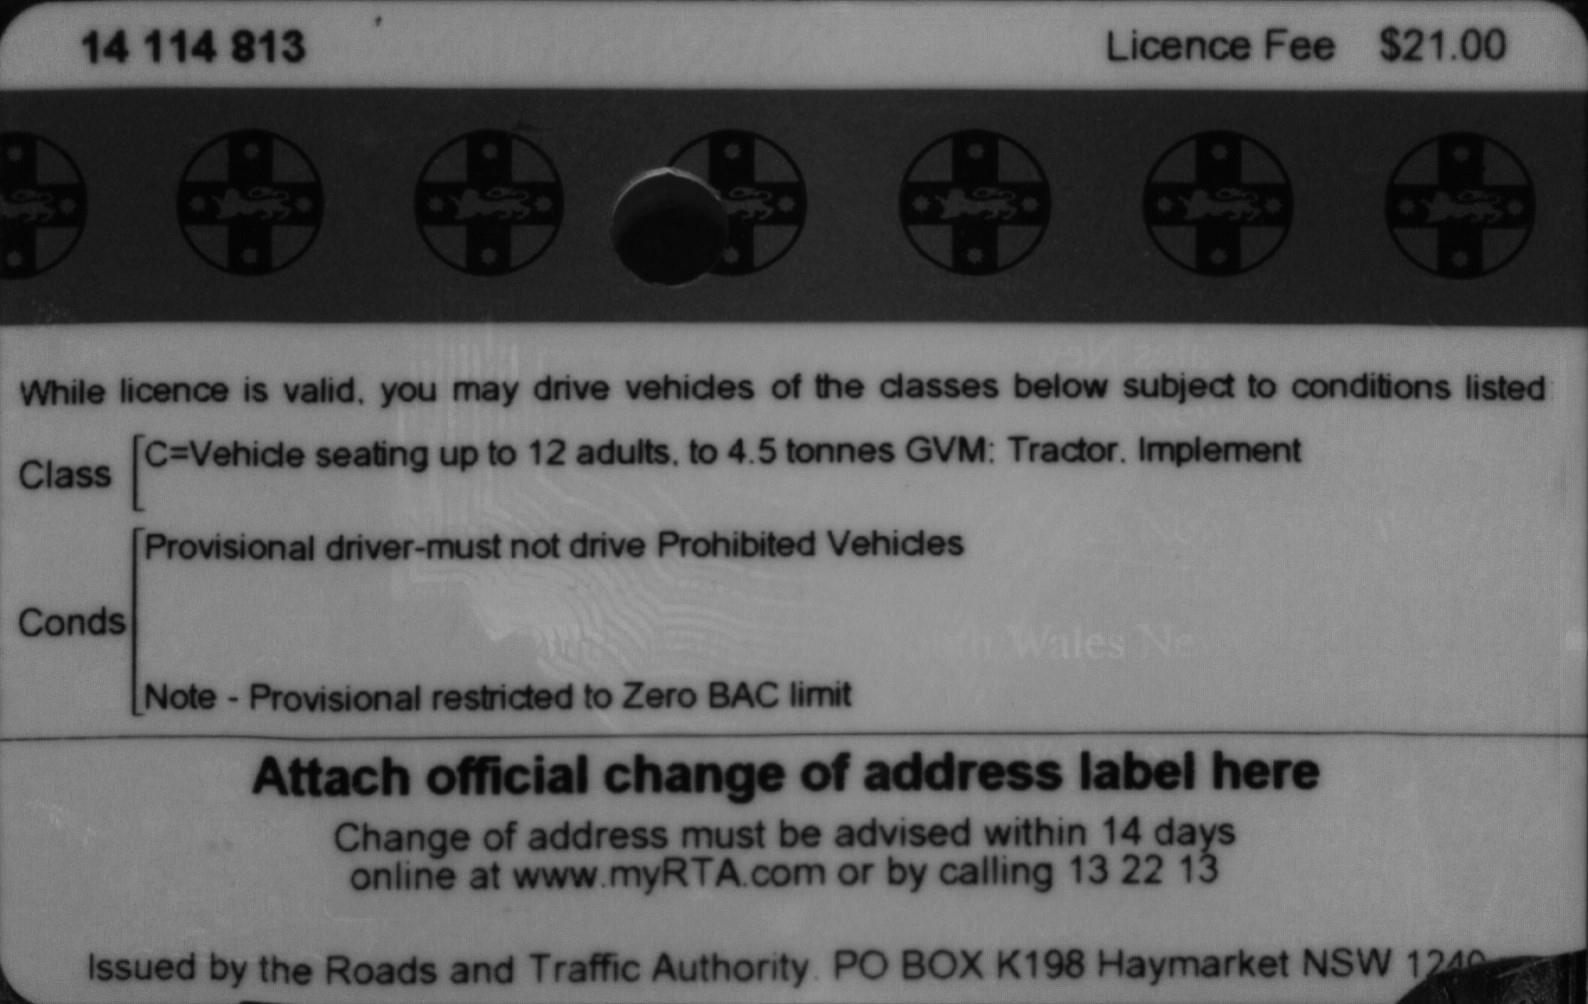 14 114 813
Licence Fee $21.00
While licence is valid, you may drive vehicles of the classes below subject to conditions listed
Class
C=Vehicle seating up to 12 adults, to 4.5 tonnes GVM: Tractor. Implement
Conds
Provisional driver-must not drive Prohibited Vehicles
Wales Ne
Note - Provisional restricted to Zero BAC limit
Attach official change of address label here
Change of address must be advised within 14 days
online at www.myRTA.com or by calling 13 22 13
Issued by the Roads and Traffic Authority. PO BOX K198 Haymarket NSW 1240